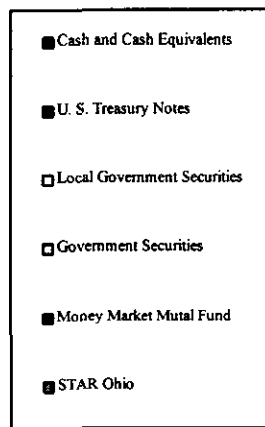 Cash and Cash Equivalents
U. S. Treasury Notes
Local Government Securities
Government Securities
Money Market Mutal Fund
STAR Ohio